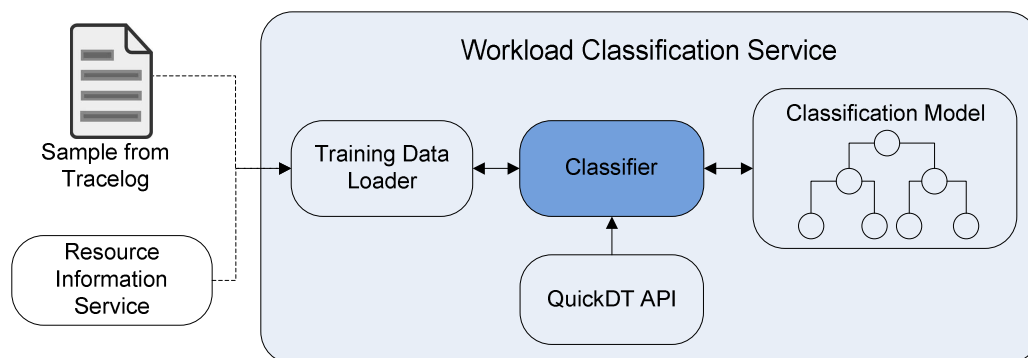 Workload Classification Service
Sample from
Tracelog
Resource
Information
Service
Training Data
Loader
Classifier
QuickDT API
Classification Model